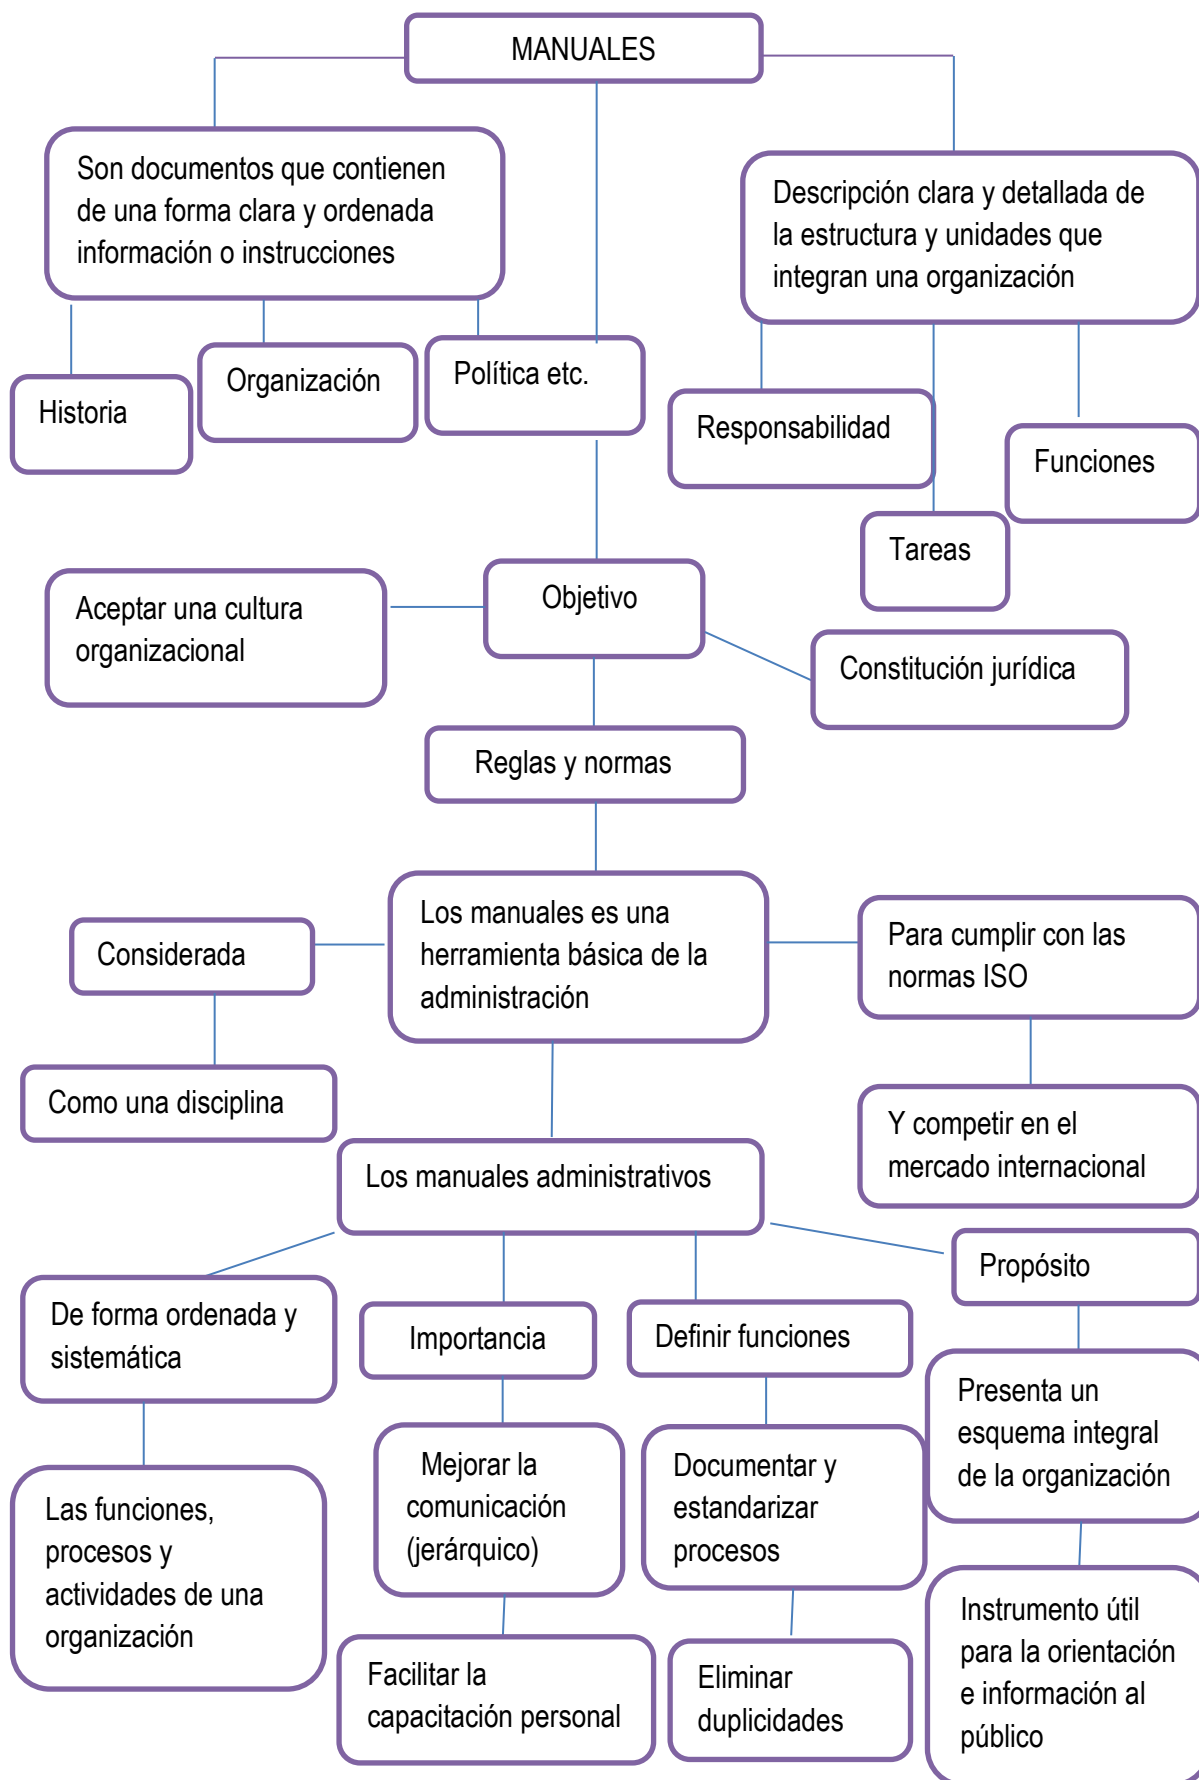 MANUALES
Son documentos que contienen
de una forma clara y ordenada
información o instrucciones
Descripción clara y detallada de
la estructura y unidades que
integran una organización
Historia
Organización
Política etc.
Responsabilidad
Tareas
Funciones
Objetivo
Aceptar una cultura
organizacional
Constitución jurídica
Reglas y normas
Los manuales es una
herramienta básica de la
administración
Considerada
Como una disciplina
Para cumplir con las
normas ISO
Y competir en el
mercado internacional
Los manuales administrativos
De forma ordenada y
sistemática
Las funciones,
procesos y
actividades de una
organización
Importancia
Mejorar la
comunicación
(jerárquico)
Facilitar la
capacitación personal
Definir funciones
Documentar y
estandarizar
procesos
Eliminar
duplicidades
Propósito
Presenta un
esquema integral
de la organización
Instrumento útil
para la orientación
e información al
público